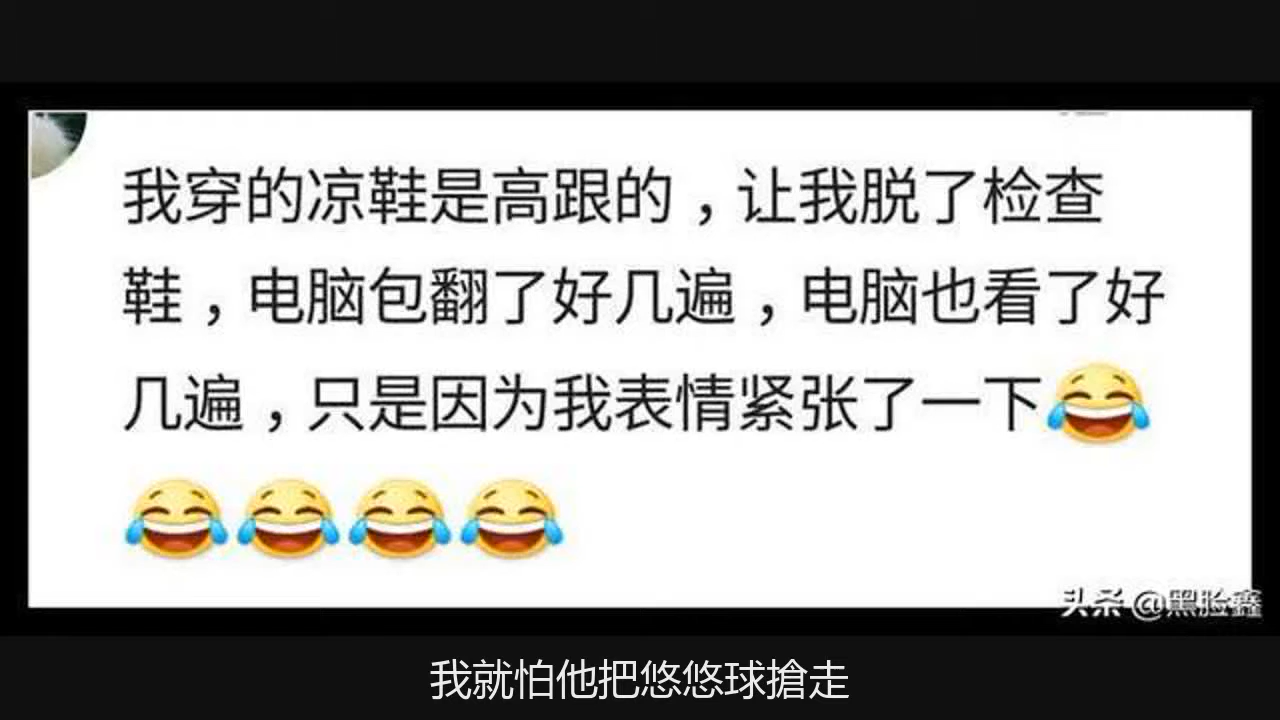 我穿的凉鞋是高跟的，让我脱了检查
鞋，电脑包翻了好几遍，电脑也看了好
几遍，只是因为我表情紧张了一下😂
😂😂😂😂
头条 @黑脸鑫
我就怕他把悠悠球搶走